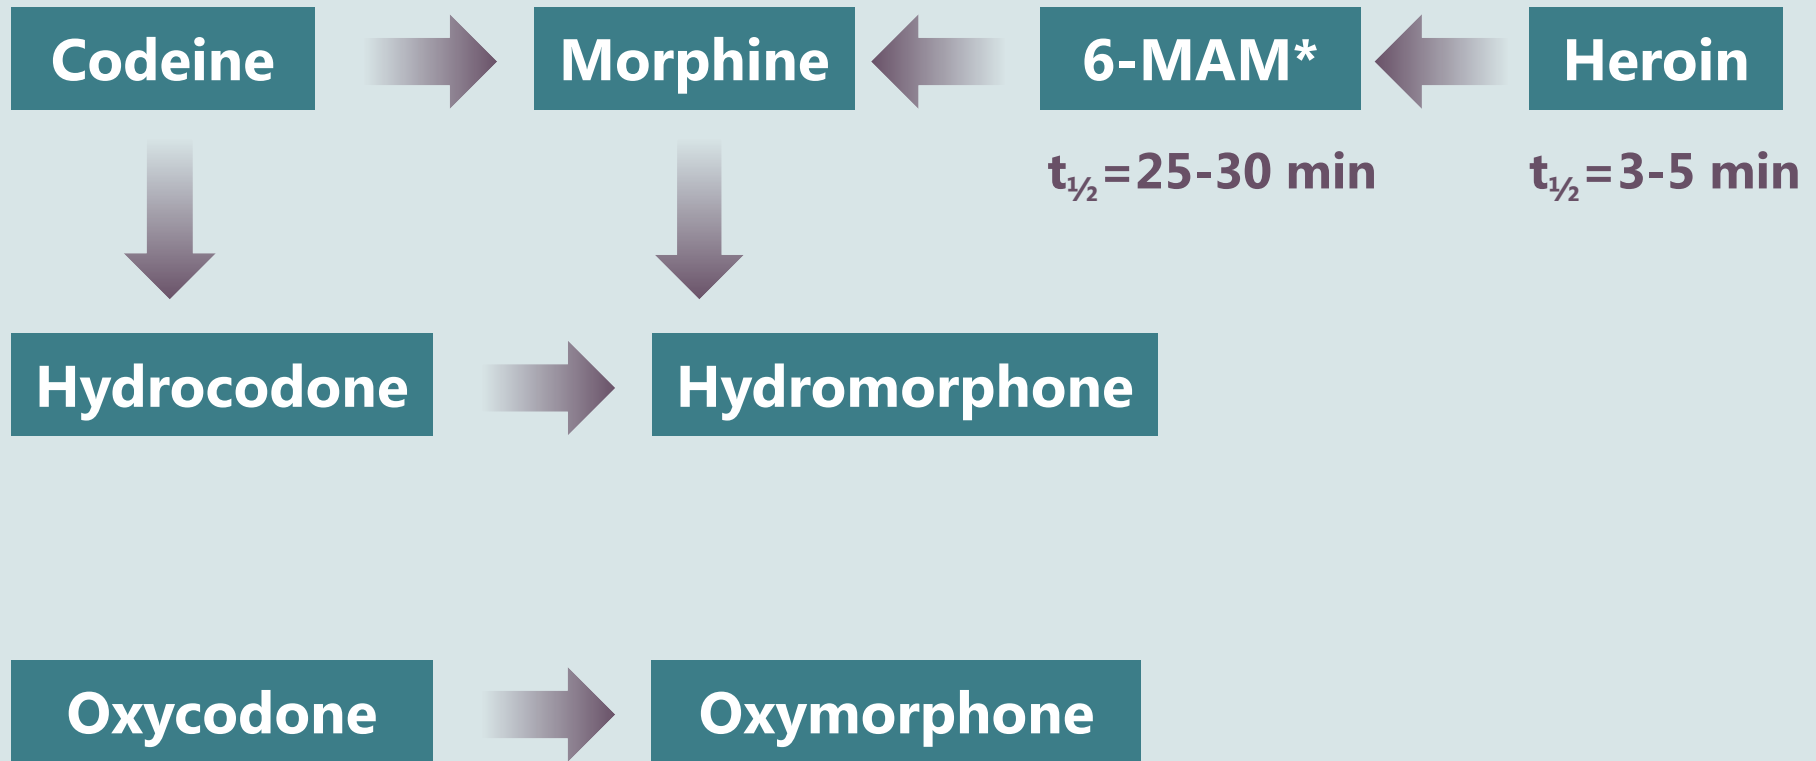 Codeine Morphine 6-MAM* Heroin
t½=25-30 min t½=3-5 min
Hydrocodone Hydromorphone
Oxycodone Oxymorphone